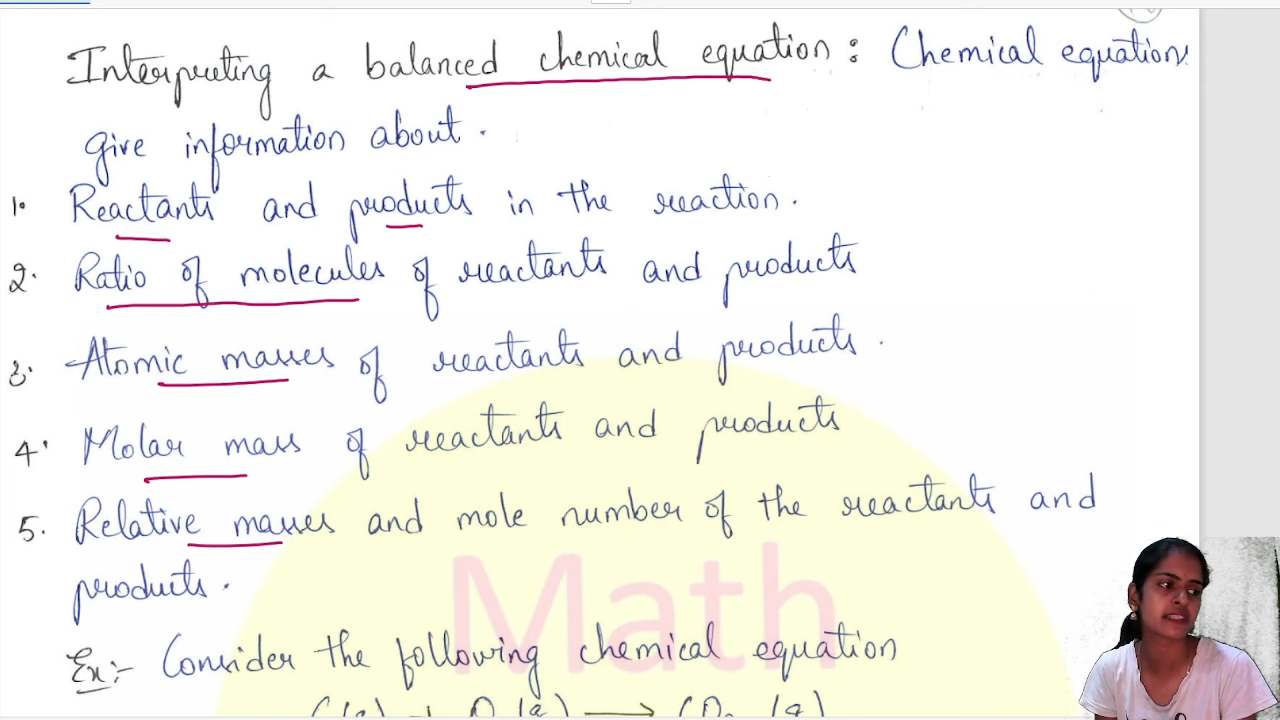 Interpreting a balanced chemical equation : Chemical equations
give information about .
1. Reactants and products in the reaction .
2. Ratio of molecules of reactants and products
3. Atomic masses of reactants and products .
4. Molar mass of reactants and products
5. Relative masses and mole number of the reactants and
products .
Math
Ex:- Consider the following chemical equation